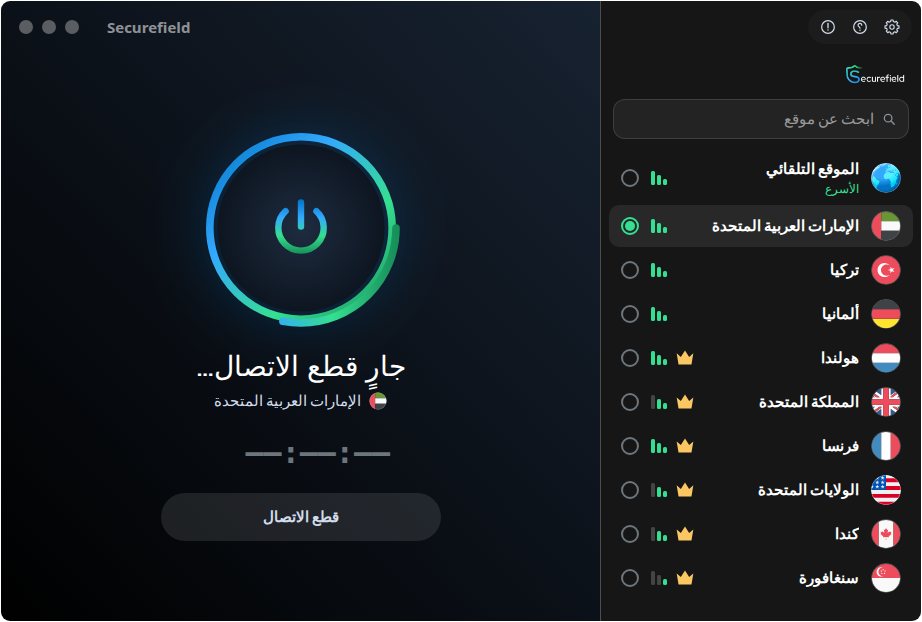 Securefield
Securefield
ابحث عن موقع
الموقع التلقائي
الأسرع
الإمارات العربية المتحدة
تركيا
ألمانيا
هولندا
المملكة المتحدة
فرنسا
الولايات المتحدة
كندا
سنغافورة
جارٍ قطع الاتصال...
الإمارات العربية المتحدة
--:--:--
قطع الاتصال